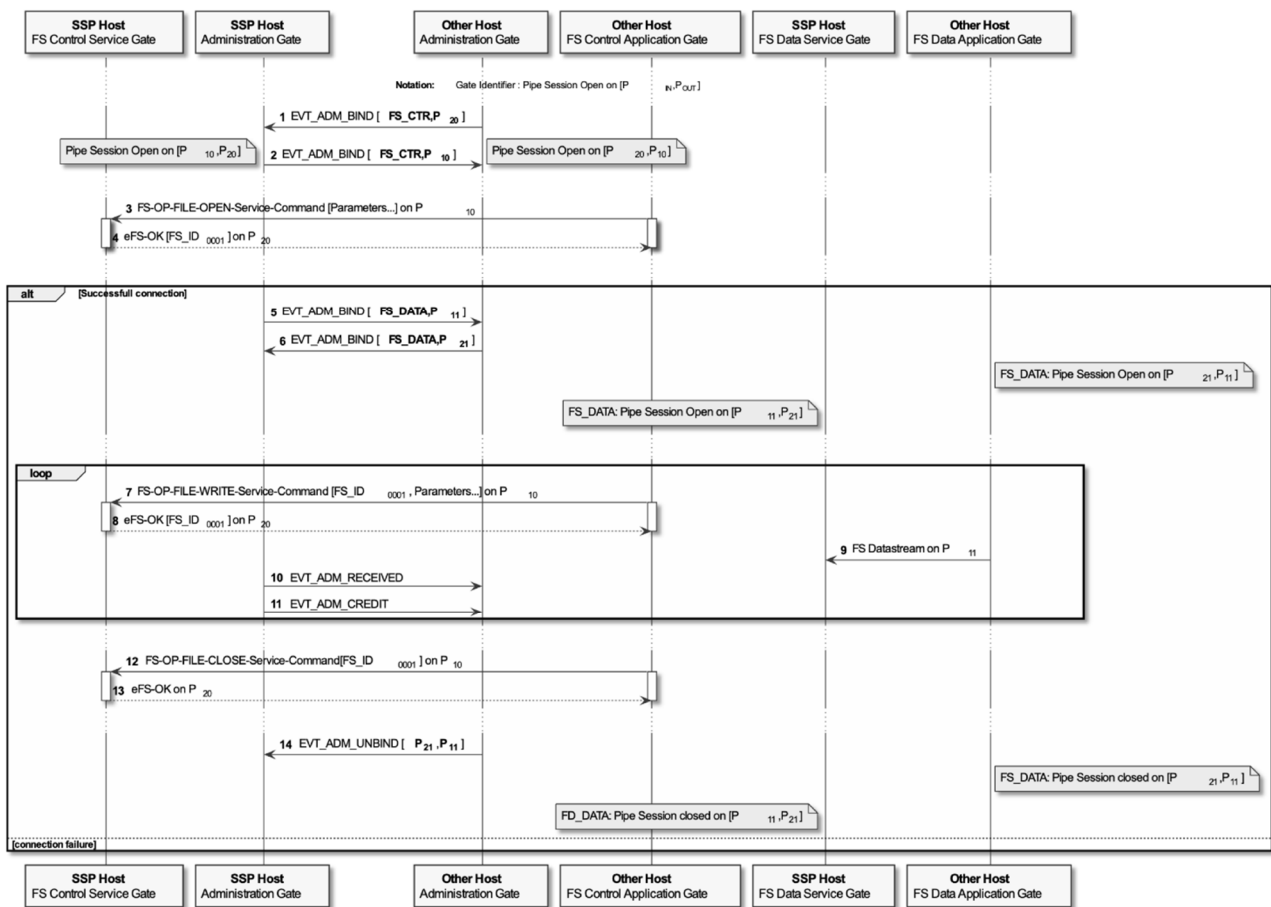 SSP Host
FS Control Service Gate
SSP Host
Administration Gate
Other Host
Administration Gate
Other Host
FS Control Application Gate
SSP Host
FS Data Service Gate
Other Host
FS Data Application Gate
Notation: Gate Identifier : Pipe Session Open on [P IN,POUT]
1 EVT_ADM_BIND [ FS_CTR,P 20 ]
Pipe Session Open on [P 10 ,P20]
2 EVT_ADM_BIND [ FS_CTR,P 10 ]
Pipe Session Open on [P 20 ,P10]
3 FS-OP-FILE-OPEN-Service-Command [Parameters...] on P 10
4 eFS-OK [FS_ID 0001 ] on P 20
alt [Successfull connection]
5 EVT_ADM_BIND [ FS_DATA,P 11 ]
6 EVT_ADM_BIND [ FS_DATA,P 21 ]
FS_DATA: Pipe Session Open on [P 21 ,P11]
FS_DATA: Pipe Session Open on [P 11 ,P21]
loop
7 FS-OP-FILE-WRITE-Service-Command [FS_ID 0001 , Parameters...] on P 10
8 eFS-OK [FS_ID 0001 ] on P 20
9 FS Datastream on P 11
10 EVT_ADM_RECEIVED
11 EVT_ADM_CREDIT
12 FS-OP-FILE-CLOSE-Service-Command[FS_ID 0001 ] on P 10
13 eFS-OK on P 20
14 EVT_ADM_UNBIND [ P21 ,P11 ]
FS_DATA: Pipe Session closed on [P 21 ,P11 ]
FD_DATA: Pipe Session closed on [P 11 ,P21]
[connection failure]
SSP Host
FS Control Service Gate
SSP Host
Administration Gate
Other Host
Administration Gate
Other Host
FS Control Application Gate
SSP Host
FS Data Service Gate
Other Host
FS Data Application Gate